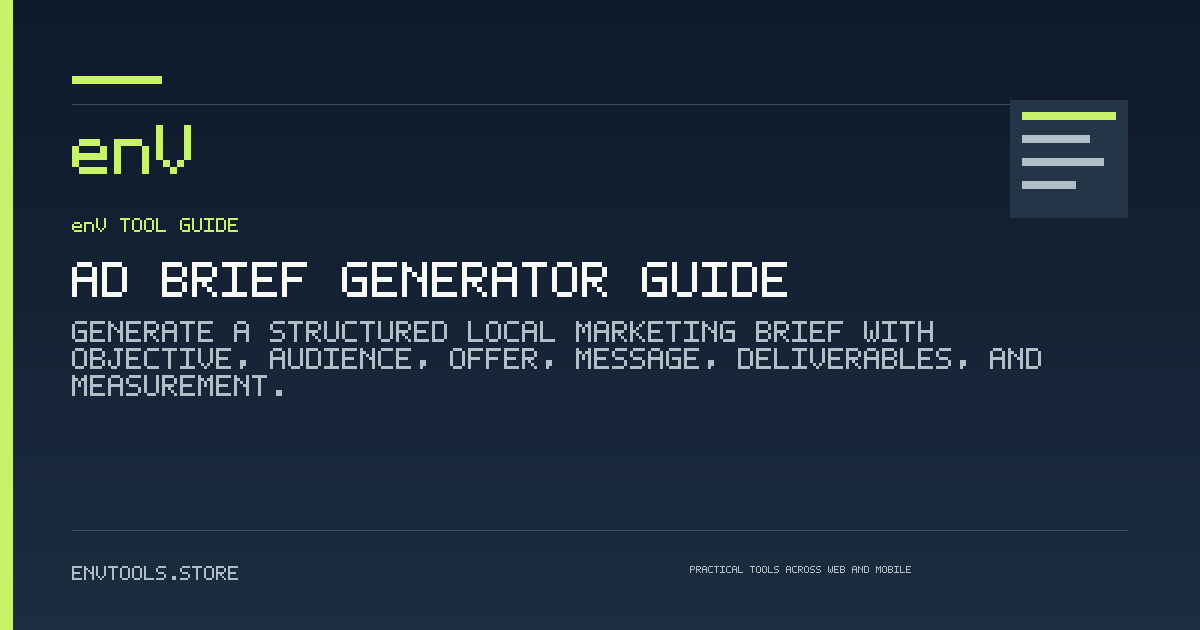 enV
enV TOOL GUIDE
AD BRIEF GENERATOR GUIDE
GENERATE A STRUCTURED LOCAL MARKETING BRIEF WITH
OBJECTIVE, AUDIENCE, OFFER, MESSAGE, DELIVERABLES, AND
MEASUREMENT.
ENVTOOLS.STORE
PRACTICAL TOOLS ACROSS WEB AND MOBILE